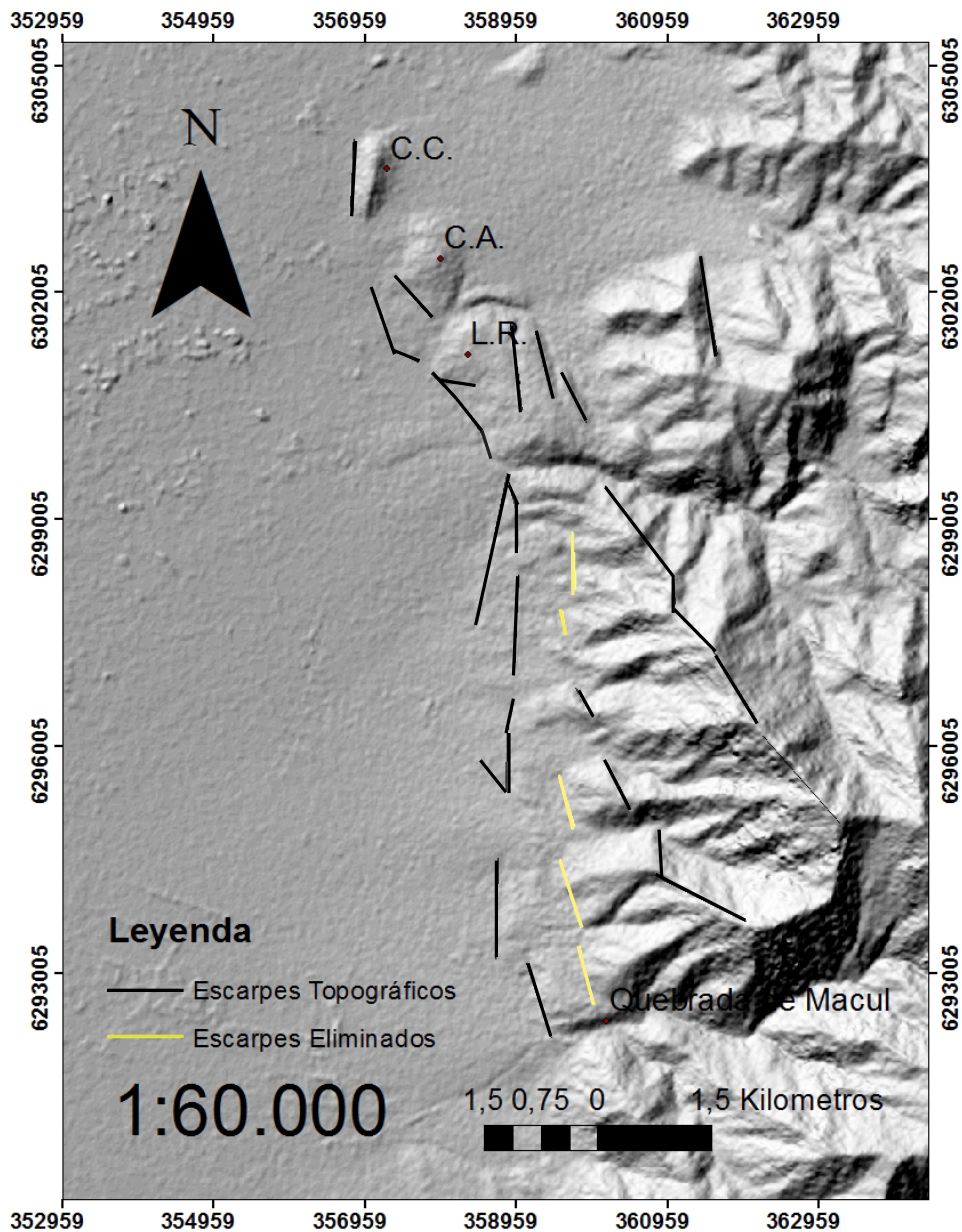 352959 354959 356959 358959 360959 362959
6305005 6305005
N
C.C.
C.A.
6302005 6302005
L.R.
6299005 6299005
6296005 6296005
Leyenda
Escarpes Topográficos
6293005 6293005
Quebrada de Macul
Escarpes Eliminados
1:60.000
1,5 0,75 0 1,5 Kilometros
352959 354959 356959 358959 360959 362959